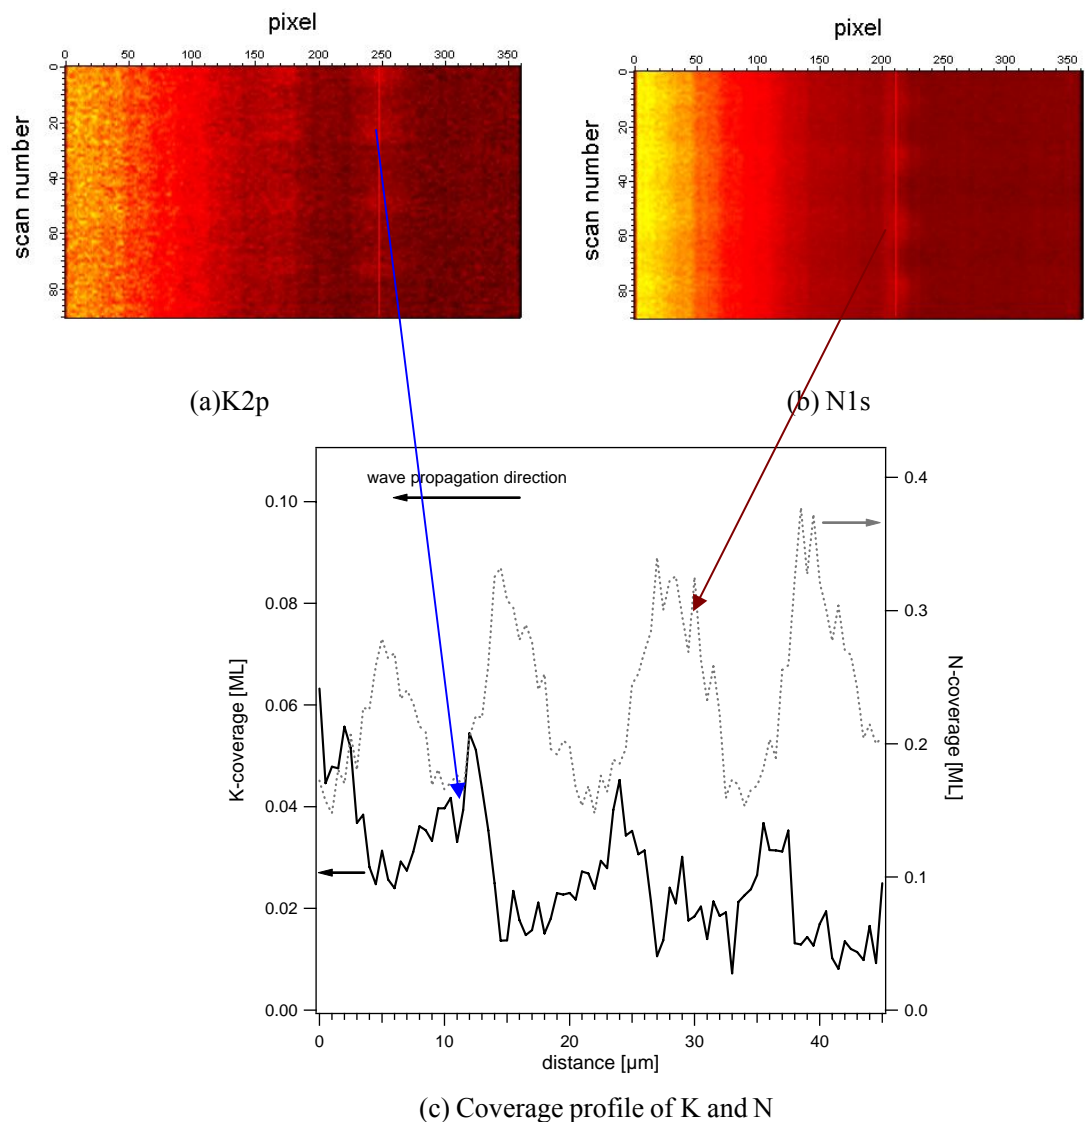 pixel
0 50 100 150 200 250 300 350
scan number
0
20
40
60
80
(a)K2p
pixel
0 50 100 150 200 250 300 350
scan number
0
20
40
60
80
(b) N1s
wave propagation direction
K-coverage [ML]
0.10
0.08
0.06
0.04
0.02
0.00
N-coverage [ML]
0.4
0.3
0.2
0.1
0.0
0 10 20 30 40
distance [µm]
(c) Coverage profile of K and N